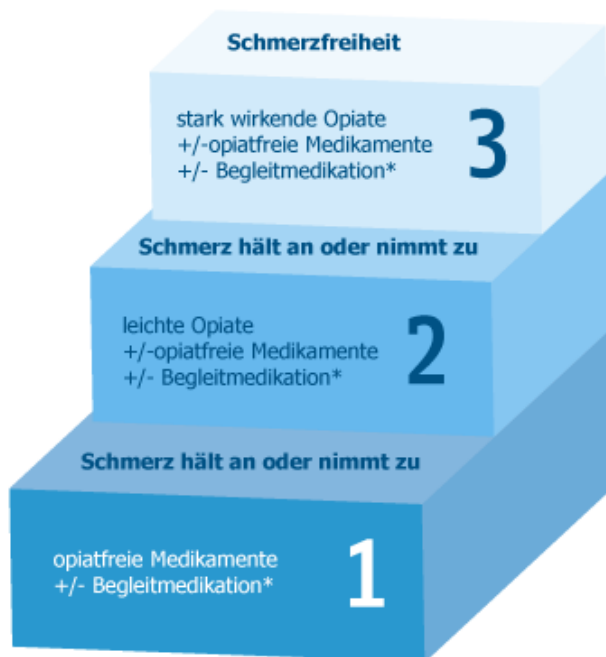 Schmerzfreiheit
stark wirkende Opiate
+/-opiatfreie Medikamente
+/- Begleitmedikation*
3
Schmerz hält an oder nimmt zu
leichte Opiate
+/-opiatfreie Medikamente
+/- Begleitmedikation*
2
Schmerz hält an oder nimmt zu
opiatfreie Medikamente
+/- Begleitmedikation*
1